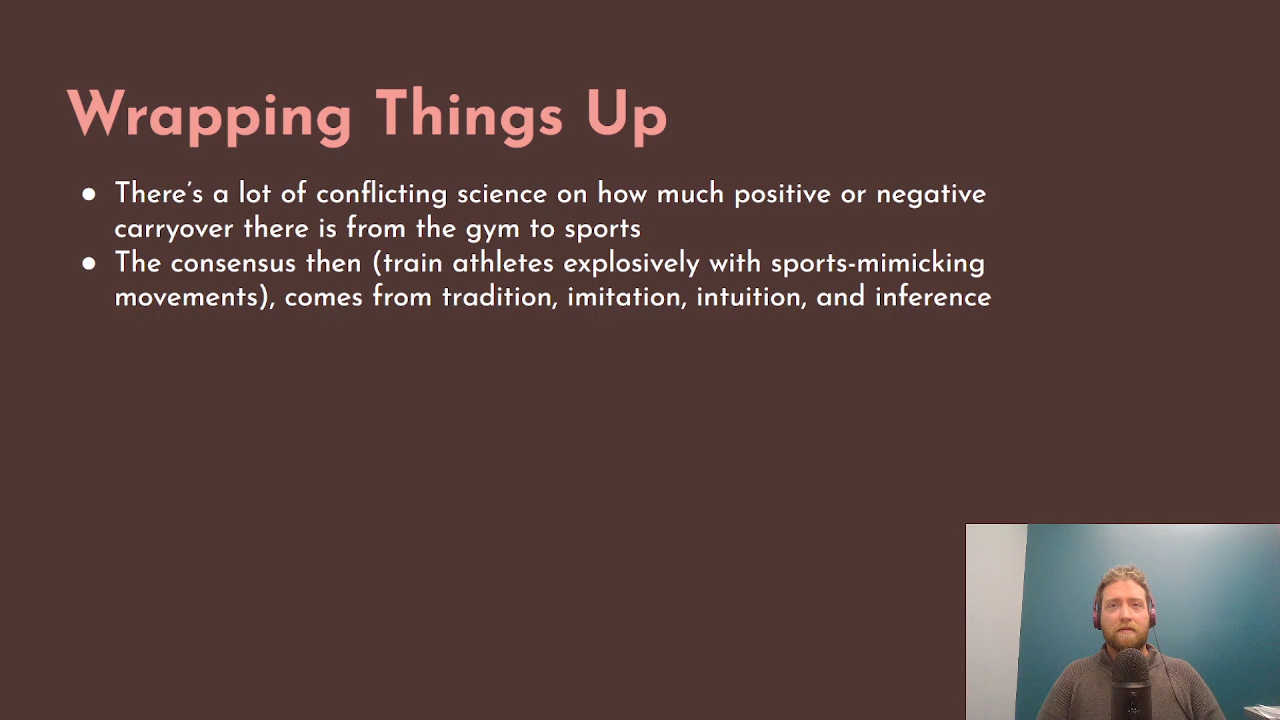 Wrapping Things Up
● There's a lot of conflicting science on how much positive or negative
carryover there is from the gym to sports
● The consensus then (train athletes explosively with sports-mimicking
movements), comes from tradition, imitation, intuition, and inference